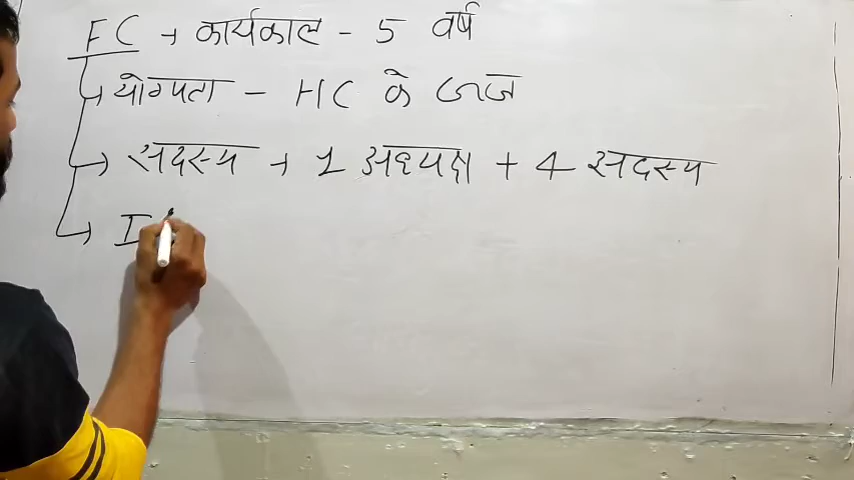 FC → कार्यकाल - 5 वर्ष
योग्यता - HC के जज
सदस्य → 1 अध्यक्ष + 4 सदस्य
I